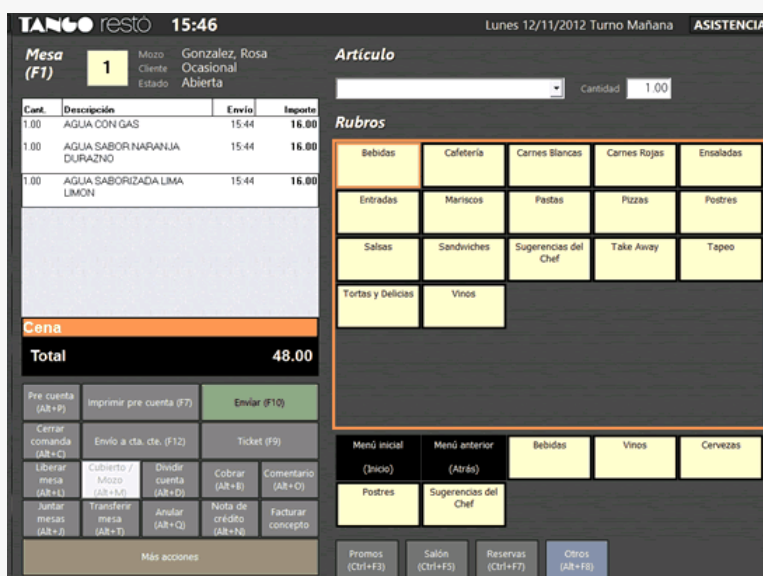 TANGO restó 15:46 Lunes 12/11/2012 Turno Mañana ASISTENCIA
Mesa
(F1)
1
Mozo Gonzalez, Rosa
Cliente Ocasional
Estado Abierta
Cant. Descripción Envío Importe
1.00 AGUA CON GAS 15:44 16.00
1.00 AGUA SABOR NARANJA 15:44 16.00
DURAZNO
1.00 AGUA SABORIZADA LIMA 15:44 16.00
LIMON
Cena
Total 48.00
Pre cuenta
(Alt+P)
Imprimir pre cuenta (F7)
Envíar (F10)
Cerrar
comanda
(Alt+C)
Envío a cta. cte. (F12)
Ticket (F9)
Liberar
mesa
(Alt+L)
Cubierto /
Mozo
(Alt+M)
Dividir
cuenta
(Alt+D)
Cobrar
(Alt+B)
Comentario
(Alt+O)
Juntar
mesas
(Alt+J)
Transferir
mesa
(Alt+T)
Anular
(Alt+Q)
Nota de
crédito
(Alt+N)
Facturar
concepto
Más acciones
Artículo
Cantidad 1.00
Rubros
Bebidas Cafetería Carnes Blancas Carnes Rojas Ensaladas
Entradas Mariscos Pastas Pizzas Postres
Salsas Sandwiches Sugerencias del
Chef
Take Away Tapeo
Tortas y Delicias Vinos
Menú inicial
(Inicio)
Menú anterior
(Atrás)
Bebidas Vinos Cervezas
Postres Sugerencias del
Chef
Promos
(Ctrl+F3)
Salón
(Ctrl+F5)
Reservas
(Ctrl+F7)
Otros
(Alt+F8)